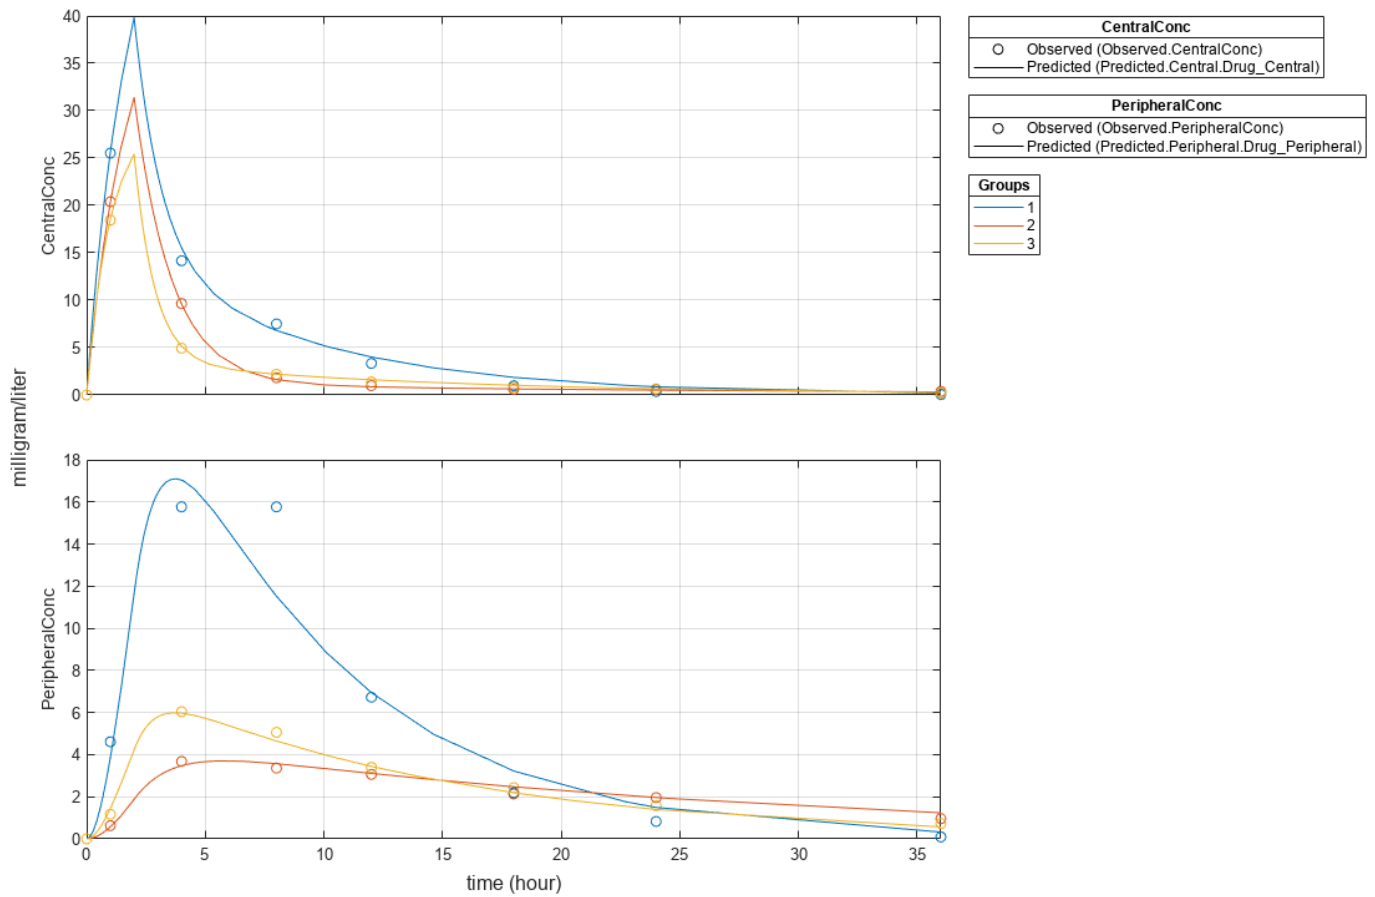 40
35
30
25
20
15
10
5
0
CentralConc
milligram/liter
18
16
14
12
10
8
6
4
2
0
PeripheralConc
0 5 10 15 20 25 30 35
time (hour)
CentralConc
Observed (Observed.CentralConc)
Predicted (Predicted.Central.Drug_Central)
PeripheralConc
Observed (Observed.PeripheralConc)
Predicted (Predicted.Peripheral.Drug_Peripheral)
Groups
1
2
3